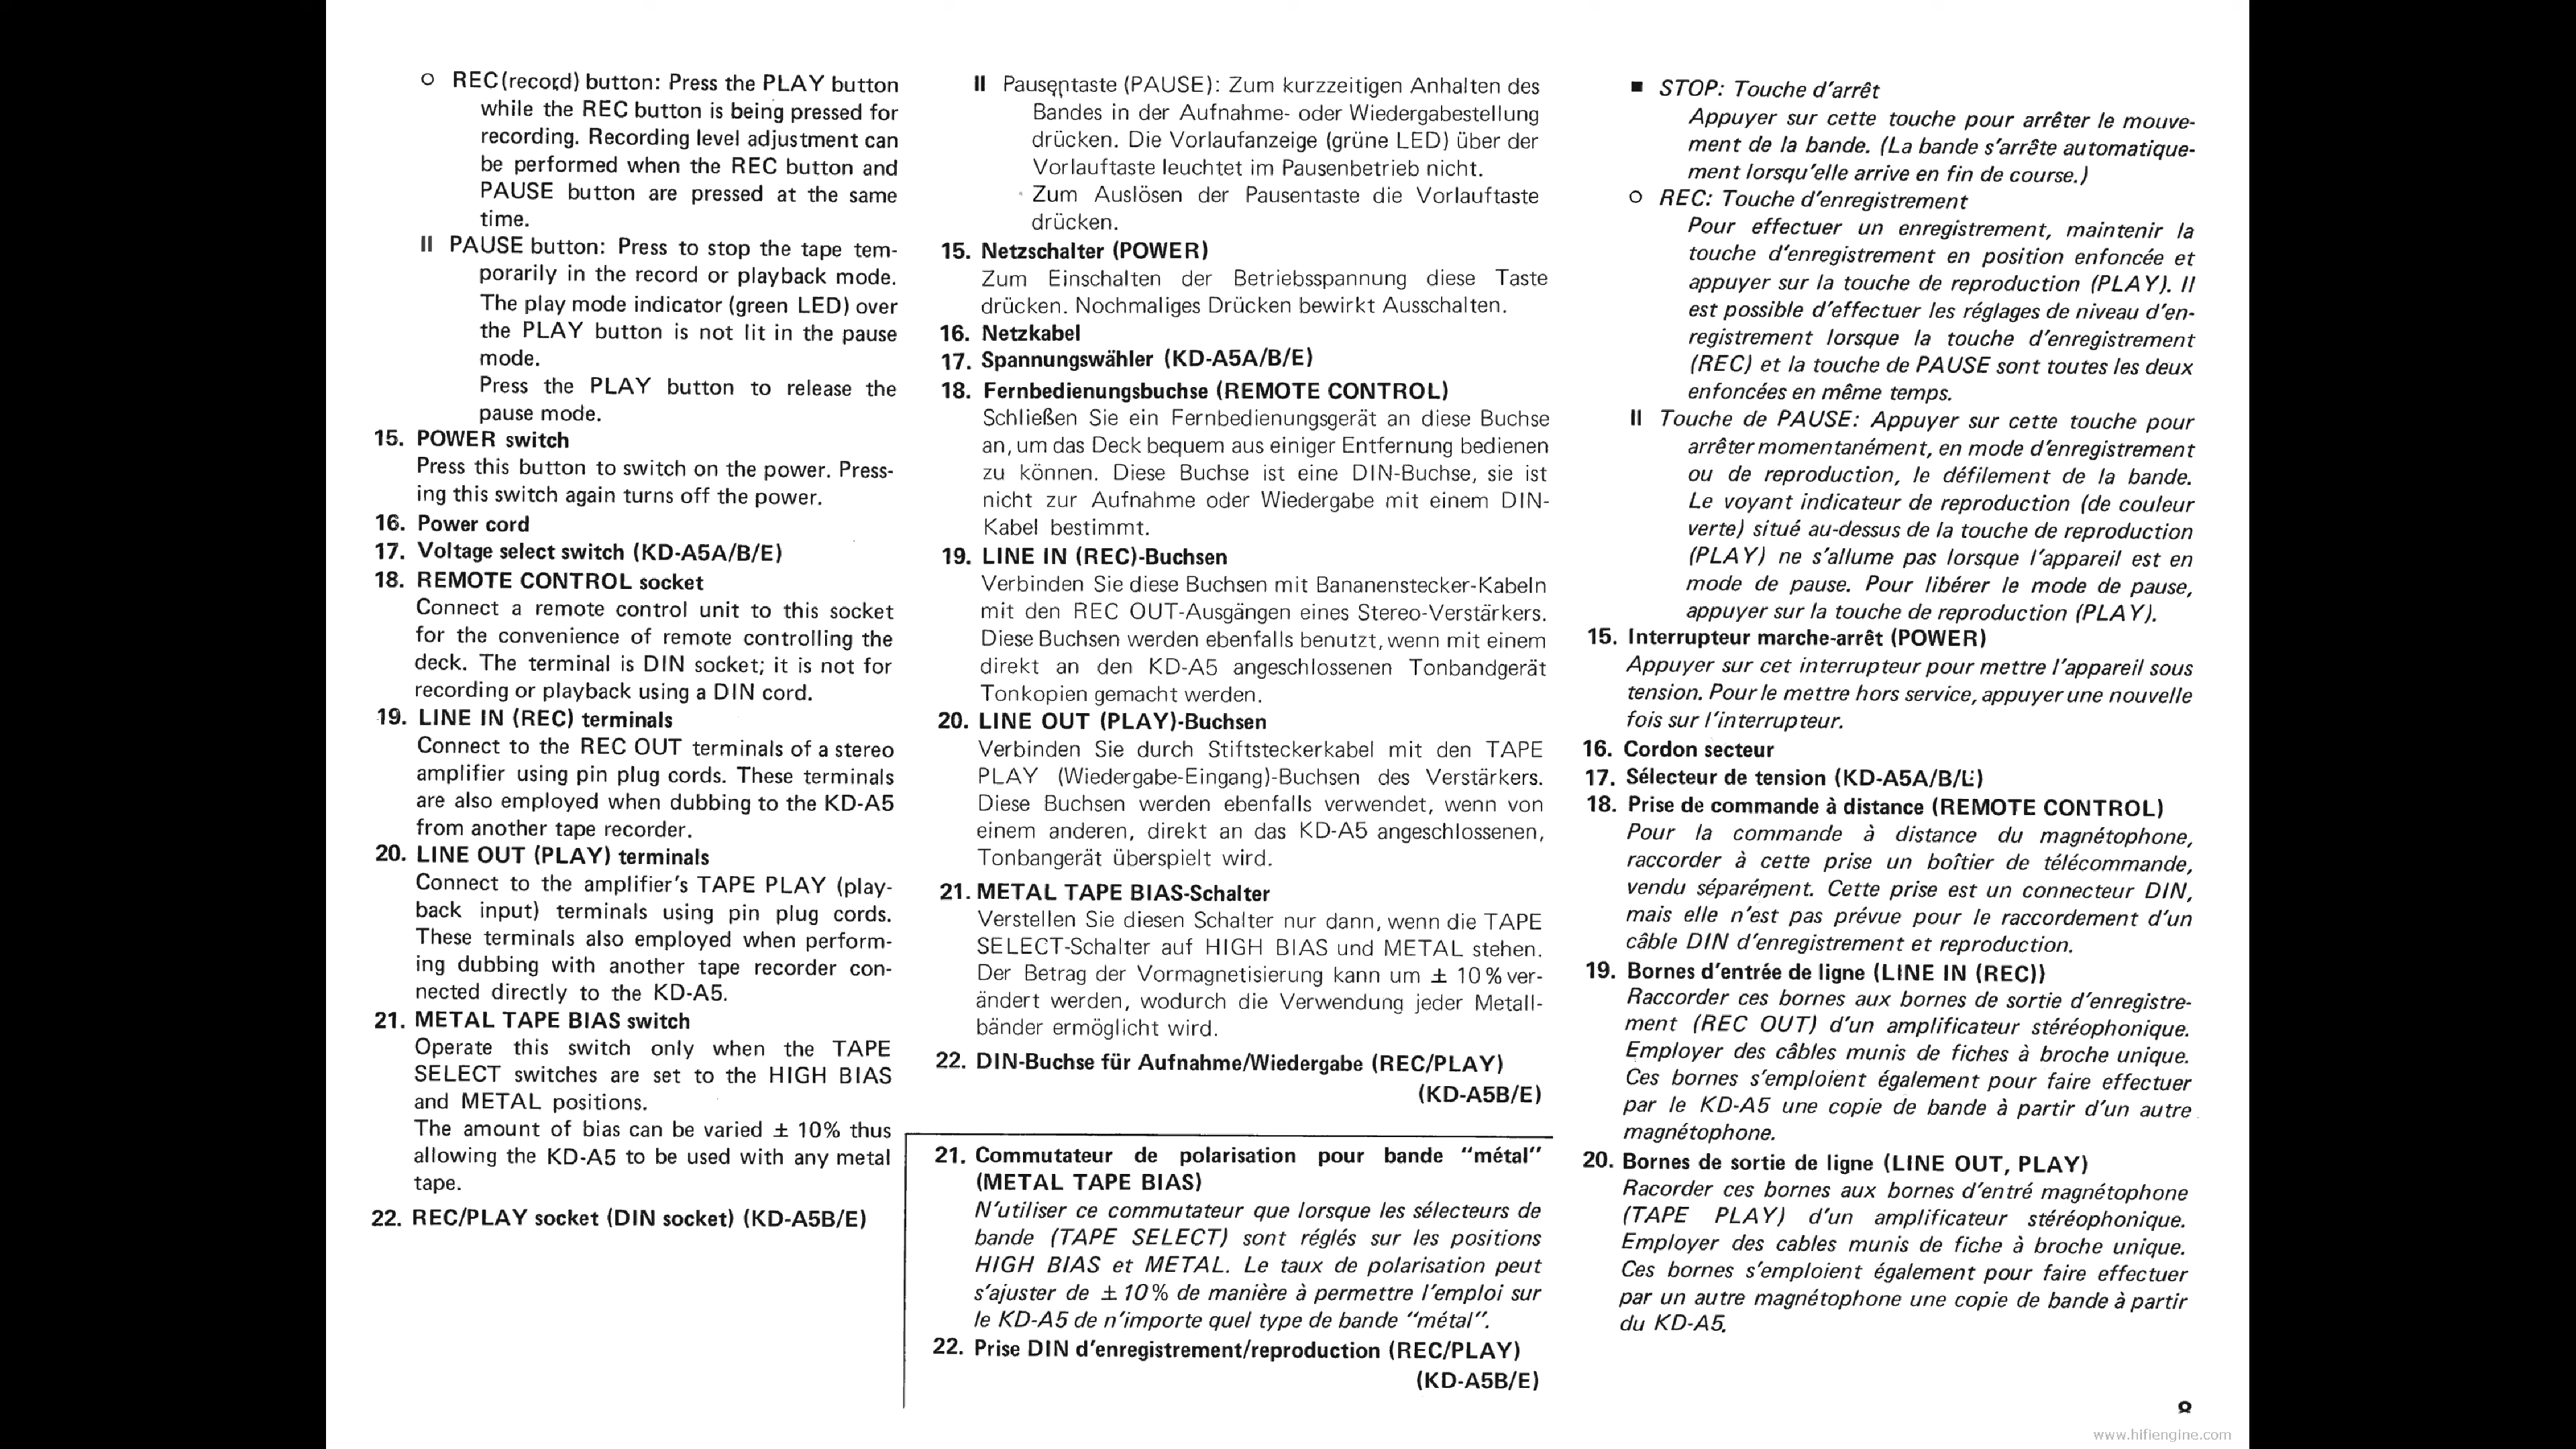 ○ REC(record) button: Press the PLAY button
while the REC button is being pressed for
recording. Recording level adjustment can
be performed when the REC button and
PAUSE button are pressed at the same
time.
II PAUSE button: Press to stop the tape tem-
porarily in the record or playback mode.
The play mode indicator (green LED) over
the PLAY button is not lit in the pause
mode.
Press the PLAY button to release the
pause mode.
15. POWER switch
Press this button to switch on the power. Press-
ing this switch again turns off the power.
16. Power cord
17. Voltage select switch (KD-A5A/B/E)
18. REMOTE CONTROL socket
Connect a remote control unit to this socket
for the convenience of remote controlling the
deck. The terminal is DIN socket; it is not for
recording or playback using a DIN cord.
19. LINE IN (REC) terminals
Connect to the REC OUT terminals of a stereo
amplifier using pin plug cords. These terminals
are also employed when dubbing to the KD-A5
from another tape recorder.
20. LINE OUT (PLAY) terminals
Connect to the amplifier's TAPE PLAY (play-
back input) terminals using pin plug cords.
These terminals also employed when perform-
ing dubbing with another tape recorder con-
nected directly to the KD-A5.
21. METAL TAPE BIAS switch
Operate this switch only when the TAPE
SELECT switches are set to the HIGH BIAS
and METAL positions.
The amount of bias can be varied ± 10% thus
allowing the KD-A5 to be used with any metal
tape.
22. REC/PLAY socket (DIN socket) (KD-A5B/E)
II Pausentaste (PAUSE): Zum kurzzeitigen Anhalten des
Bandes in der Aufnahme- oder Wiedergabestellung
drücken. Die Vorlaufanzeige (grüne LED) über der
Vorlauftaste leuchtet im Pausenbetrieb nicht.
Zum Auslösen der Pausentaste die Vorlauftaste
drücken.
15. Netzschalter (POWER)
Zum Einschalten der Betriebsspannung diese Taste
drücken. Nochmaliges Drücken bewirkt Ausschalten.
16. Netzkabel
17. Spannungswähler (KD-A5A/B/E)
18. Fernbedienungsbuchse (REMOTE CONTROL)
Schließen Sie ein Fernbedienungsgerät an diese Buchse
an, um das Deck bequem aus einiger Entfernung bedienen
zu können. Diese Buchse ist eine DIN-Buchse, sie ist
nicht zur Aufnahme oder Wiedergabe mit einem DIN-
Kabel bestimmt.
19. LINE IN (REC)-Buchsen
Verbinden Sie diese Buchsen mit Bananenstecker-Kabeln
mit den REC OUT-Ausgängen eines Stereo-Verstärkers.
Diese Buchsen werden ebenfalls benutzt, wenn mit einem
direkt an den KD-A5 angeschlossenen Tonbandgerät
Tonkopien gemacht werden.
20. LINE OUT (PLAY)-Buchsen
Verbinden Sie durch Stiftsteckerkabel mit den TAPE
PLAY (Wiedergabe-Eingang)-Buchsen des Verstärkers.
Diese Buchsen werden ebenfalls verwendet, wenn von
einem anderen, direkt an das KD-A5 angeschlossenen,
Tonbangerät überspielt wird.
21. METAL TAPE BIAS-Schalter
Verstellen Sie diesen Schalter nur dann, wenn die TAPE
SELECT-Schalter auf HIGH BIAS und METAL stehen.
Der Betrag der Vormagnetisierung kann um ± 10 % ver-
ändert werden, wodurch die Verwendung jeder Metall-
bänder ermöglicht wird.
22. DIN-Buchse für Aufnahme/Wiedergabe (REC/PLAY)
(KD-A5B/E)
■ STOP: Touche d'arrêt
Appuyer sur cette touche pour arrêter le mouve-
ment de la bande. (La bande s'arrête automatique-
ment lorsqu'elle arrive en fin de course.)
○ REC: Touche d'enregistrement
Pour effectuer un enregistrement, maintenir la
touche d'enregistrement en position enfoncée et
appuyer sur la touche de reproduction (PLAY). Il
est possible d'effectuer les réglages de niveau d'en-
registrement lorsque la touche d'enregistrement
(REC) et la touche de PAUSE sont toutes les deux
enfoncées en même temps.
II Touche de PAUSE: Appuyer sur cette touche pour
arrêter momentanément, en mode d'enregistrement
ou de reproduction, le défilement de la bande.
Le voyant indicateur de reproduction (de couleur
verte) situé au-dessus de la touche de reproduction
(PLAY) ne s'allume pas lorsque l'appareil est en
mode de pause. Pour libérer le mode de pause,
appuyer sur la touche de reproduction (PLAY).
15. Interrupteur marche-arrêt (POWER)
Appuyer sur cet interrupteur pour mettre l'appareil sous
tension. Pour le mettre hors service, appuyer une nouvelle
fois sur l'interrupteur.
16. Cordon secteur
17. Sélecteur de tension (KD-A5A/B/E)
18. Prise de commande à distance (REMOTE CONTROL)
Pour la commande à distance du magnétophone,
raccorder à cette prise un boîtier de télécommande,
vendu séparément. Cette prise est un connecteur DIN,
mais elle n'est pas prévue pour le raccordement d'un
câble DIN d'enregistrement et reproduction.
19. Bornes d'entrée de ligne (LINE IN (REC))
Raccorder ces bornes aux bornes de sortie d'enregistre-
ment (REC OUT) d'un amplificateur stéréophonique.
Employer des câbles munis de fiches à broche unique.
Ces bornes s'emploient également pour faire effectuer
par le KD-A5 une copie de bande à partir d'un autre
magnétophone.
20. Bornes de sortie de ligne (LINE OUT, PLAY)
Racorder ces bornes aux bornes d'entré magnétophone
(TAPE PLAY) d'un amplificateur stéréophonique.
Employer des cables munis de fiche à broche unique.
Ces bornes s'emploient également pour faire effectuer
par un autre magnétophone une copie de bande à partir
du KD-A5.
21. Commutateur de polarisation pour bande "métal"
(METAL TAPE BIAS)
N'utiliser ce commutateur que lorsque les sélecteurs de
bande (TAPE SELECT) sont réglés sur les positions
HIGH BIAS et METAL. Le taux de polarisation peut
s'ajuster de ± 10 % de manière à permettre l'emploi sur
le KD-A5 de n'importe quel type de bande "métal".
22. Prise DIN d'enregistrement/reproduction (REC/PLAY)
(KD-A5B/E)
www.hifiengine.com